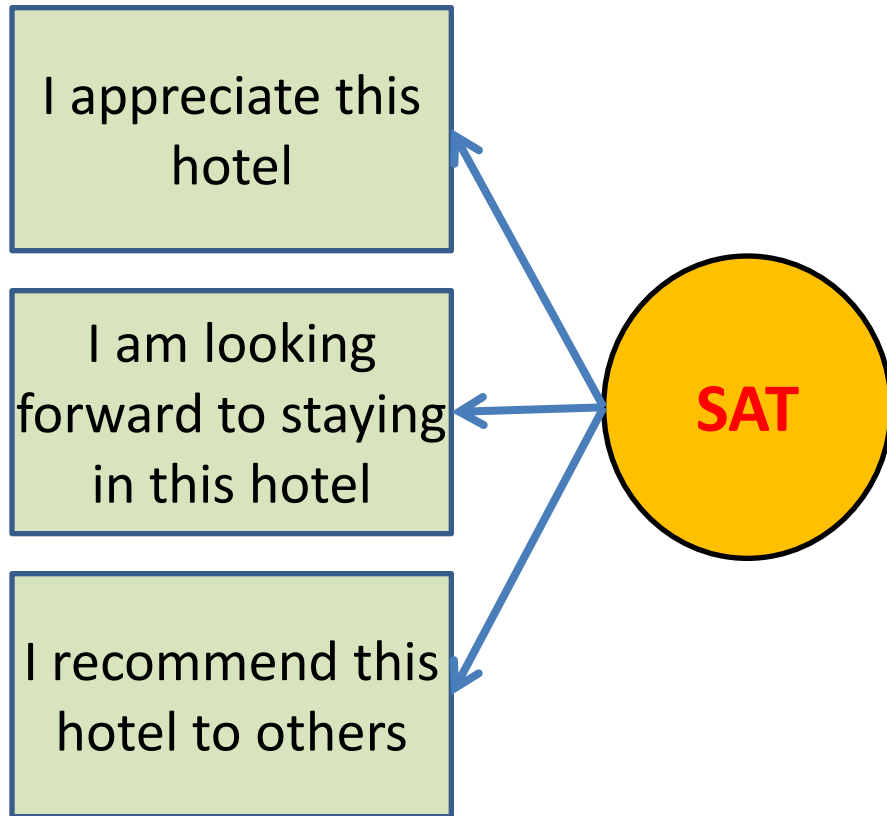 I appreciate this
hotel
I am looking
forward to staying
in this hotel
I recommend this
hotel to others
SAT